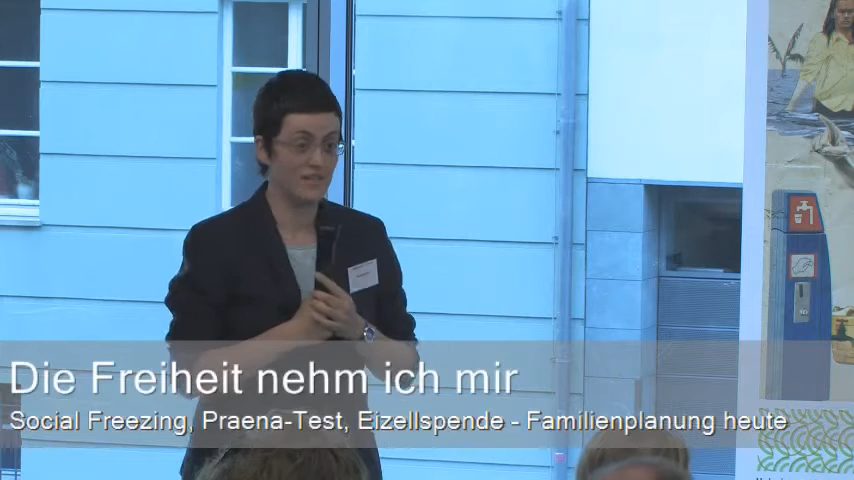 Die Freiheit nehm ich mir
Social Freezing, Praena-Test, Eizellspende - Familienplanung heute